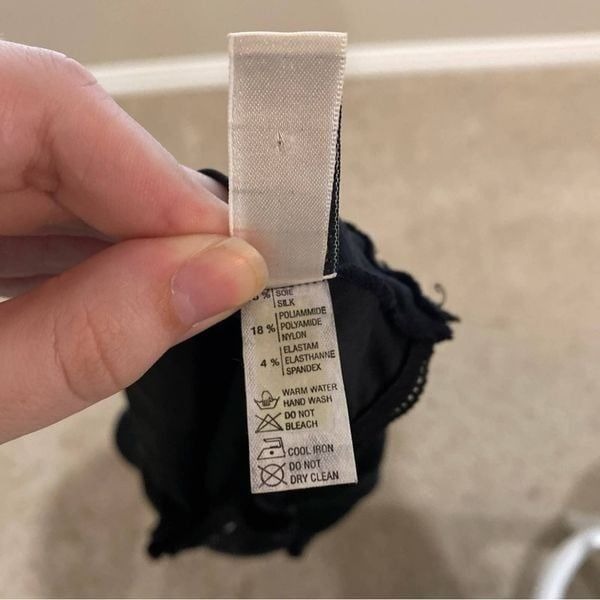 %
SOIE
SILK
18 %
POLIAMMIDE
POLYAMIDE
NYLON
4 %
ELASTAM
ELASTHANNE
SPANDEX
WARM WATER
HAND WASH
DO NOT
BLEACH
COOL IRON
DO NOT
DRY CLEAN